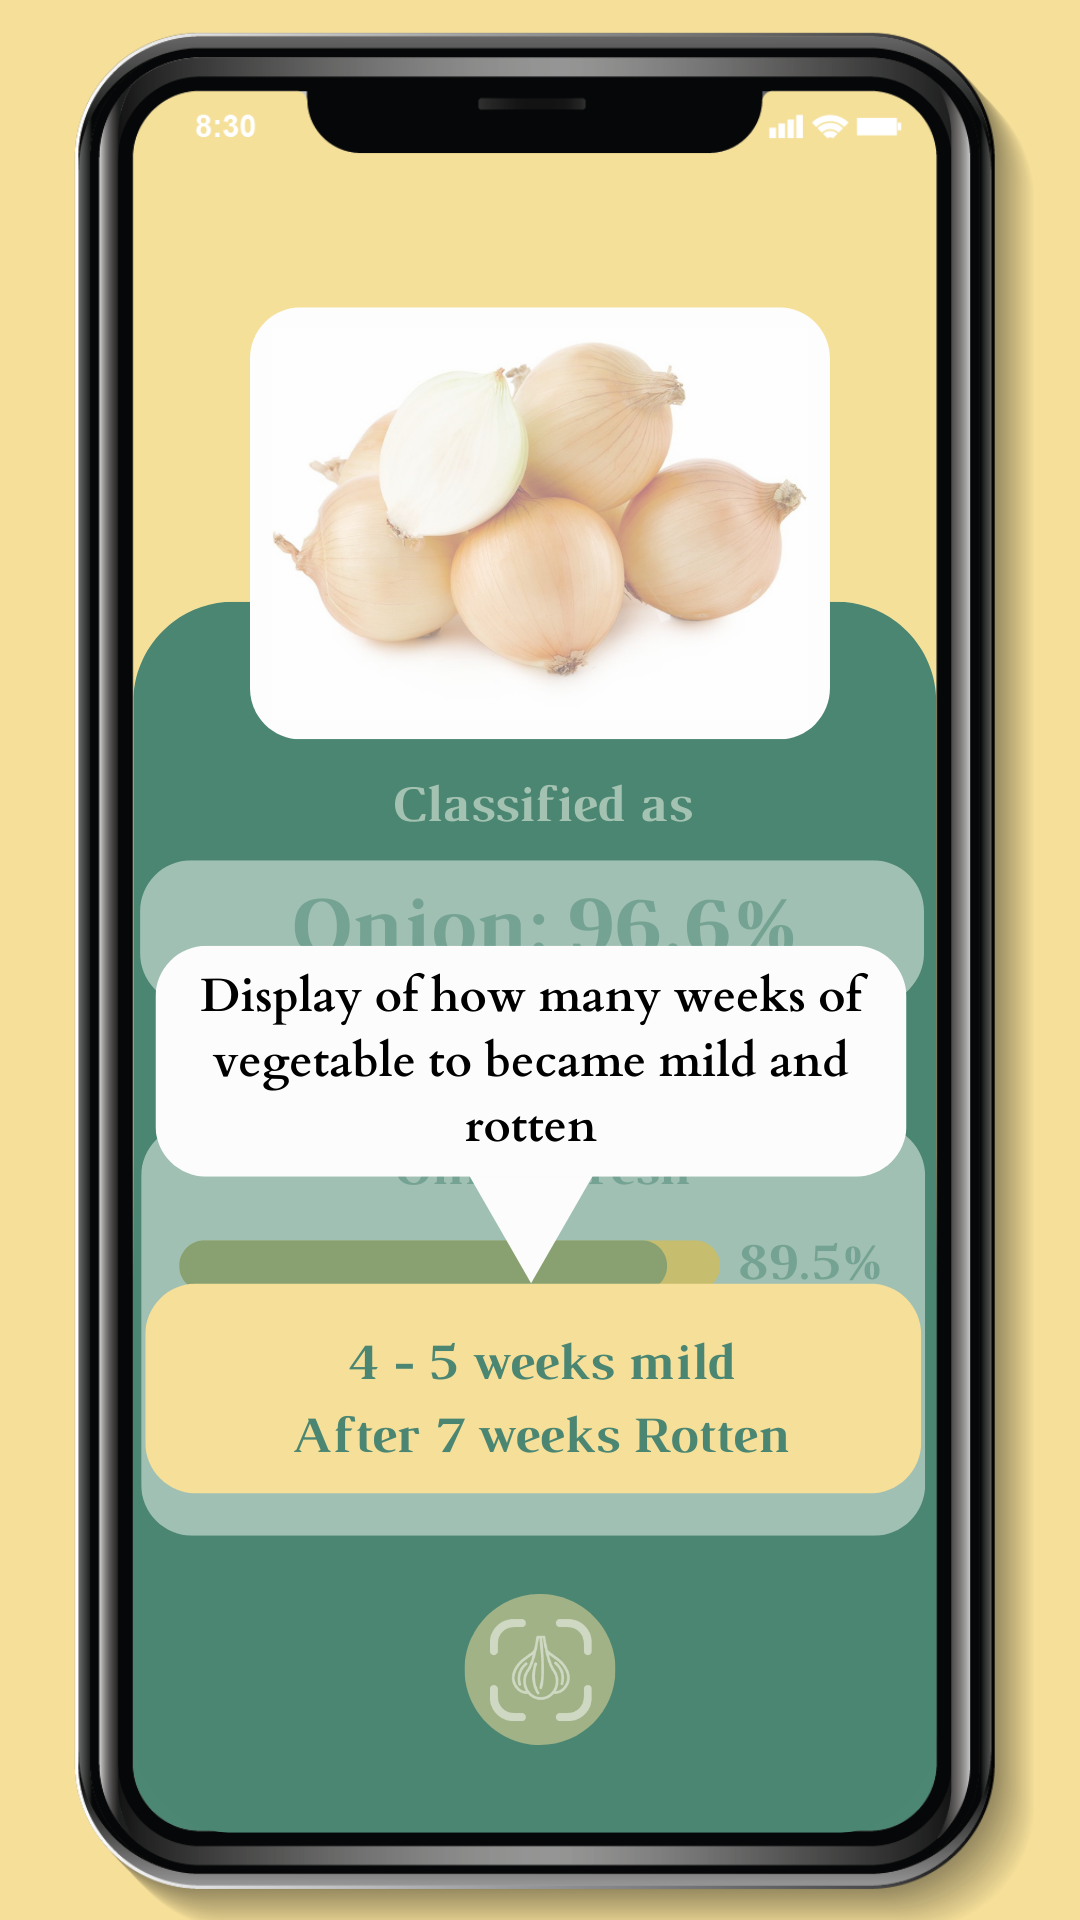 8:30
Classified as
Onion: 96.6%
Display of how many weeks of
vegetable to became mild and
rotten
89.5%
4 - 5 weeks mild
After 7 weeks Rotten